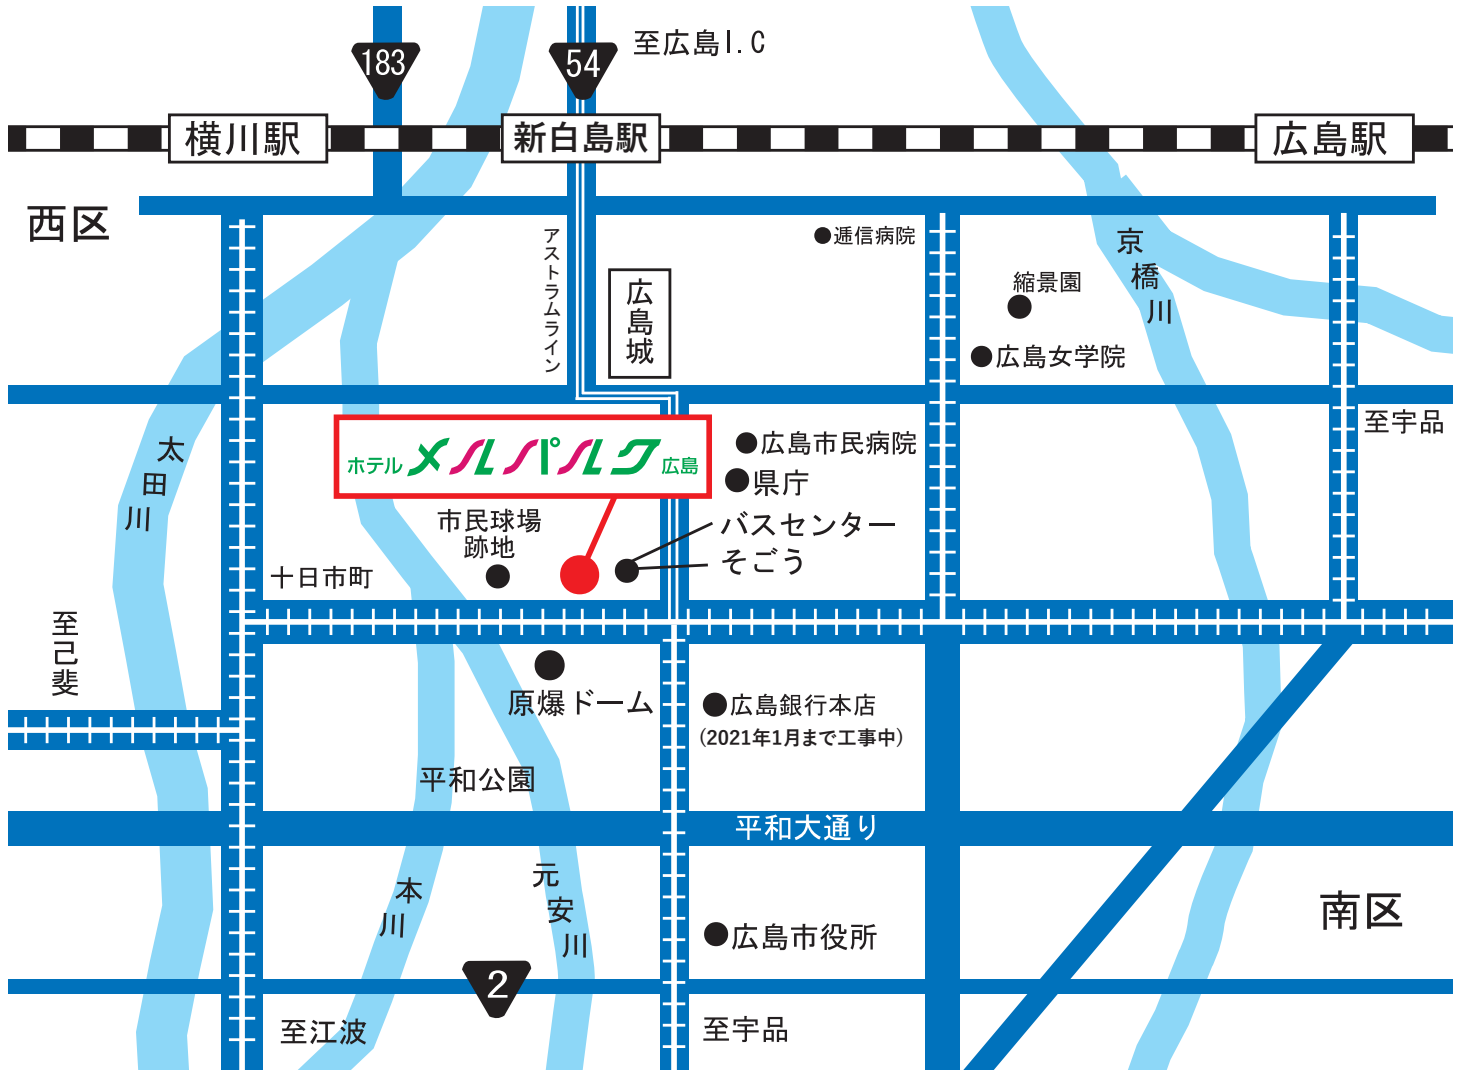 183
54
至広島I.C
横川駅
新白島駅
広島駅
西区
アストラムライン
広島城
逓信病院
縮景園
京橋川
広島女学院
至宇品
太田川
ホテル メルパルク 広島
広島市民病院
県庁
バスセンター
そごう
市民球場
跡地
十日市町
至己斐
原爆ドーム
広島銀行本店
(2021年1月まで工事中)
平和公園
平和大通り
本川
元安川
広島市役所
南区
2
至江波
至宇品